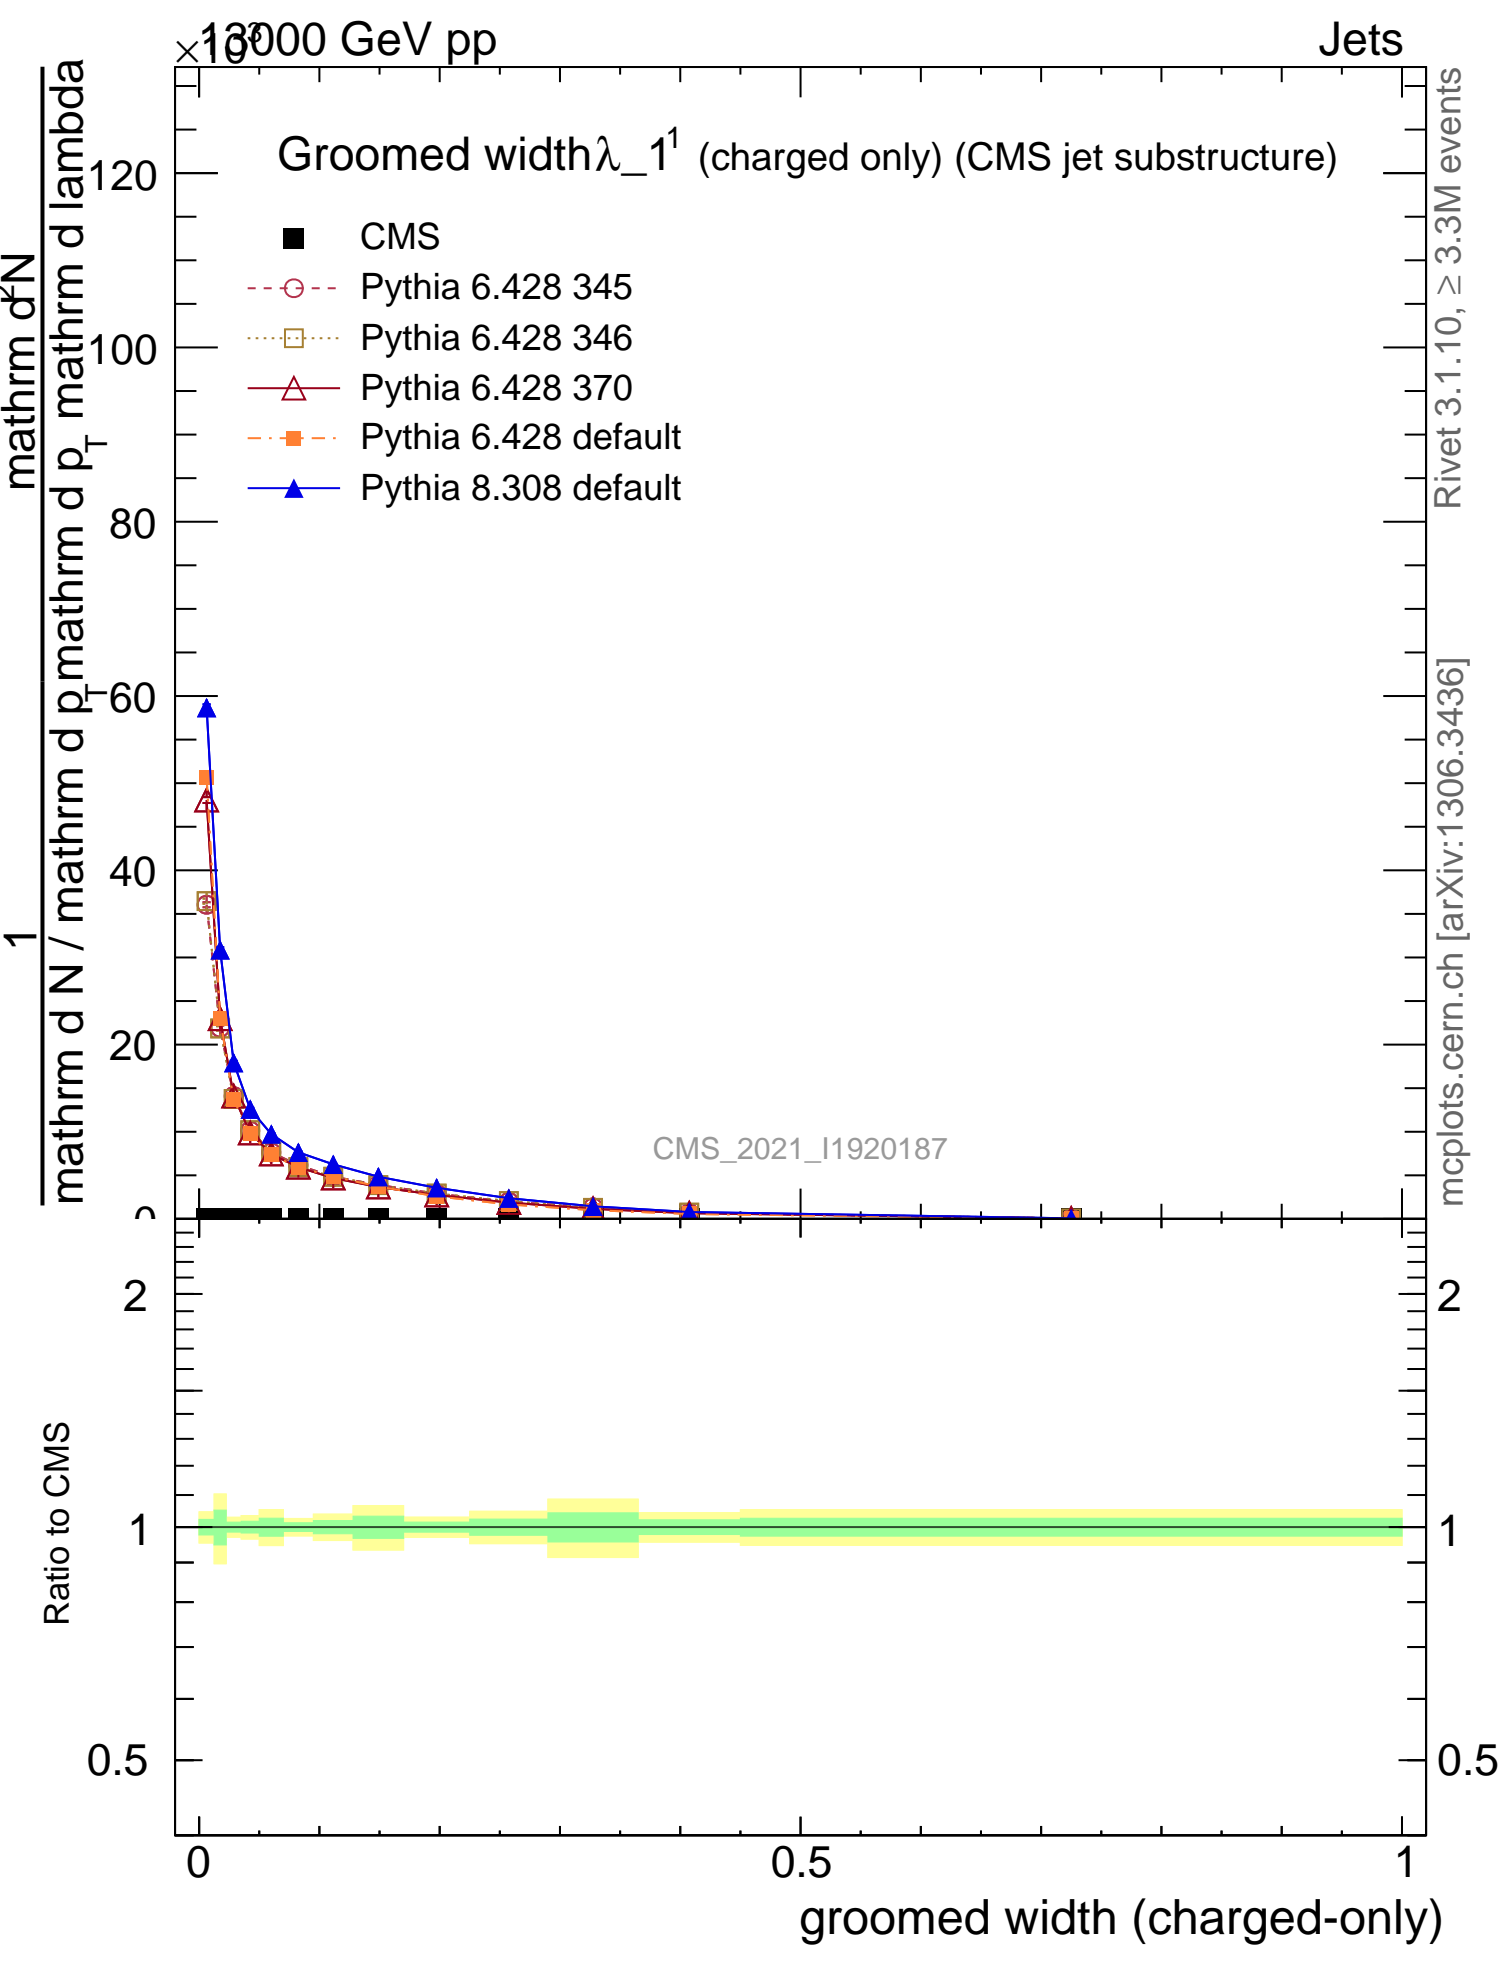 ×10³
13000 GeV pp
Jets
Groomed width λ_1¹ (charged only) (CMS jet substructure)
CMS
Pythia 6.428 345
Pythia 6.428 346
Pythia 6.428 370
Pythia 6.428 default
Pythia 8.308 default
120
100
80
60
40
20
0
1
mathrm d N / mathrm d p_T
mathrm d²N
mathrm d p_T mathrm d lambda
CMS_2021_I1920187
Rivet 3.1.10, ≥ 3.3M events
mcplots.cern.ch [arXiv:1306.3436]
Ratio to CMS
2
1
0.5
2
1
0.5
0
0.5
1
groomed width (charged-only)